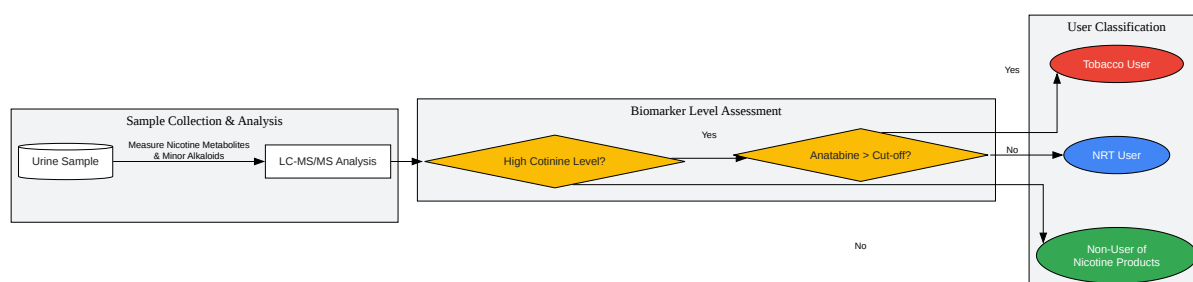 Sample Collection & Analysis
Urine Sample
Measure Nicotine Metabolites
& Minor Alkaloids
LC-MS/MS Analysis
Biomarker Level Assessment
High Cotinine Level?
Yes
Anatabine > Cut-off?
Yes
No
No
User Classification
Tobacco User
NRT User
Non-User of
Nicotine Products